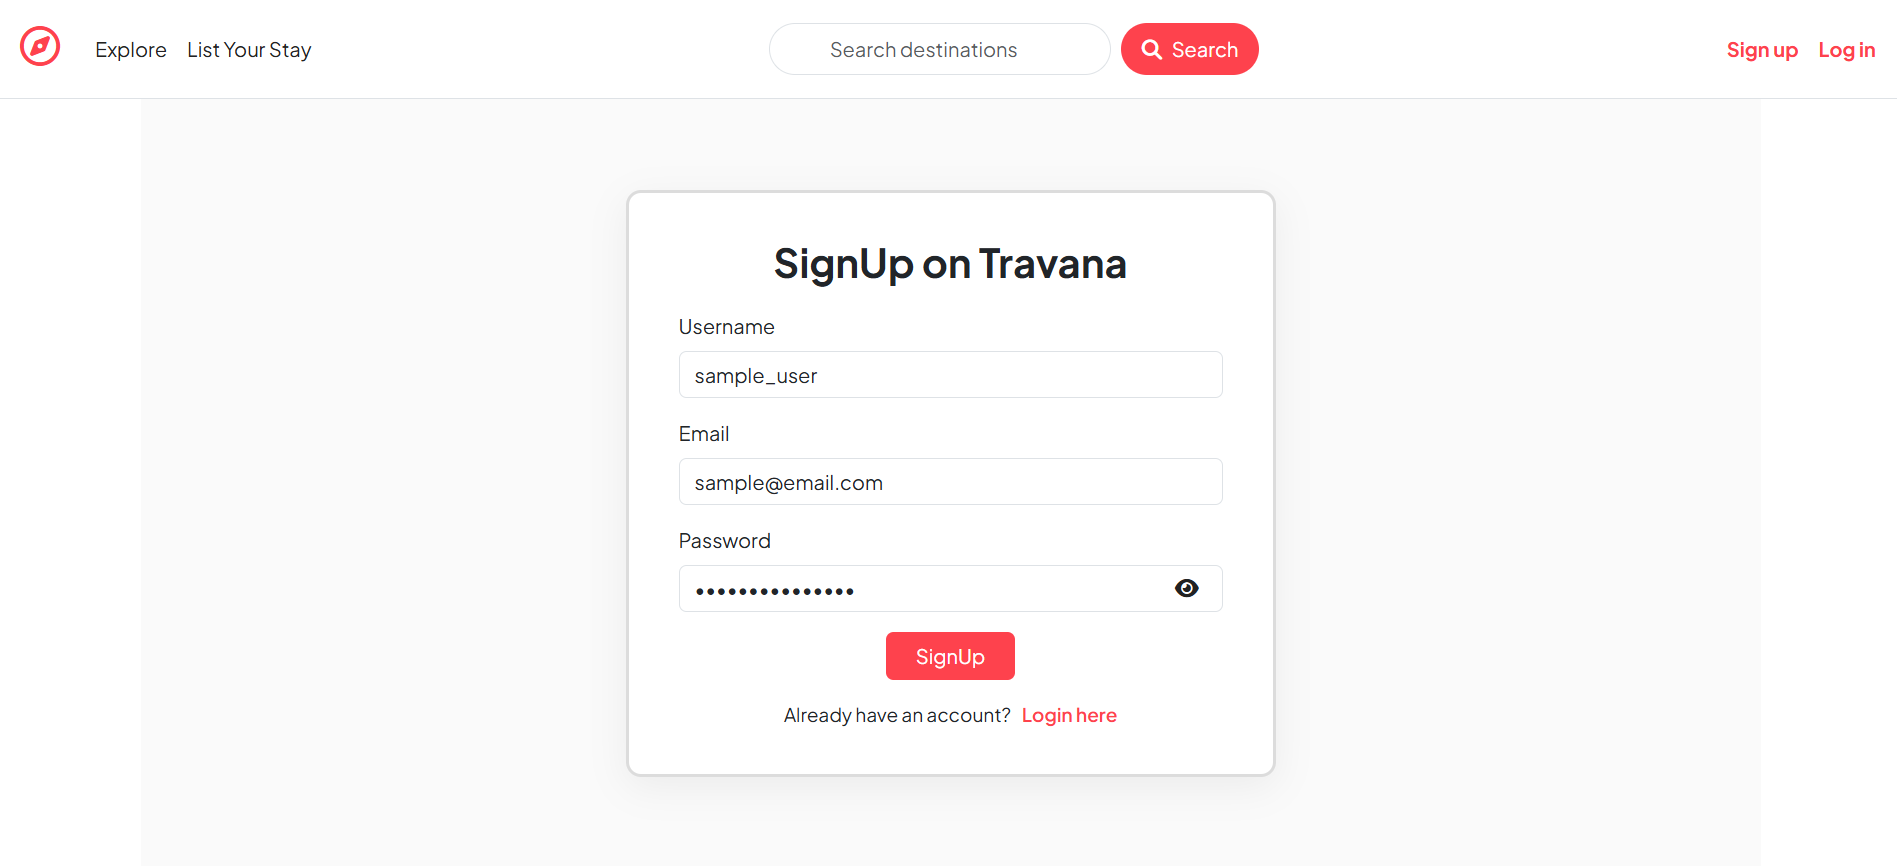 Explore List Your Stay Search destinations Search Sign up Log in
SignUp on Travana
Username
sample_user
Email
sample@email.com
Password
•••••••••••••••
SignUp
Already have an account? Login here